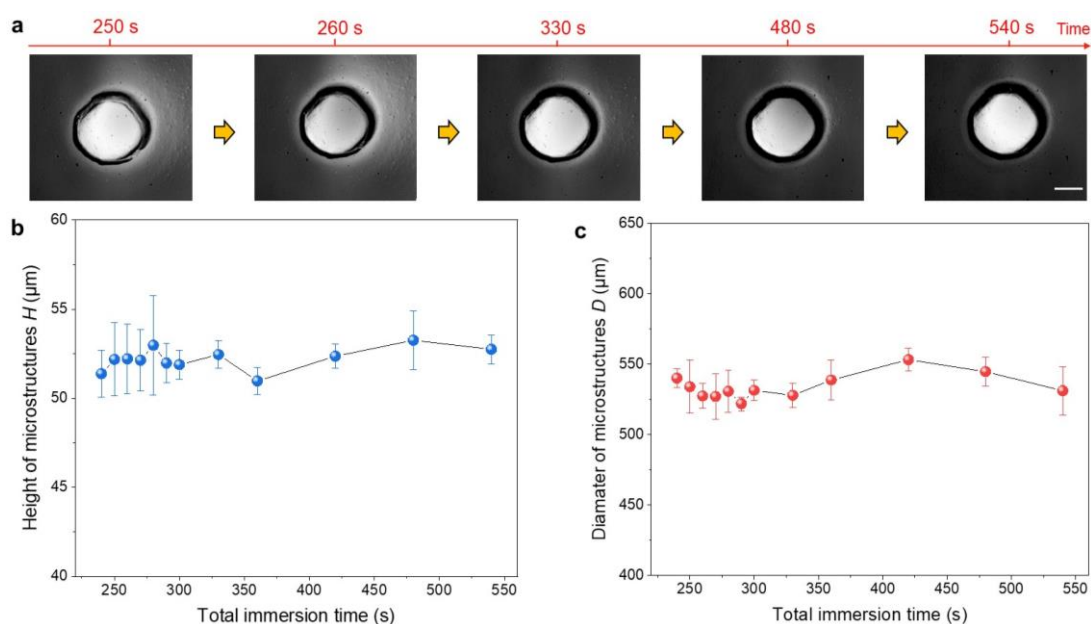 a
250 s 260 s 330 s 480 s 540 s Time
b
60
55
50
45
40
Height of microstructures H (μm)
250 300 350 400 450 500 550
Total immersion time (s)
c
650
600
550
500
450
400
Diamater of microstructures D (μm)
250 300 350 400 450 500 550
Total immersion time (s)